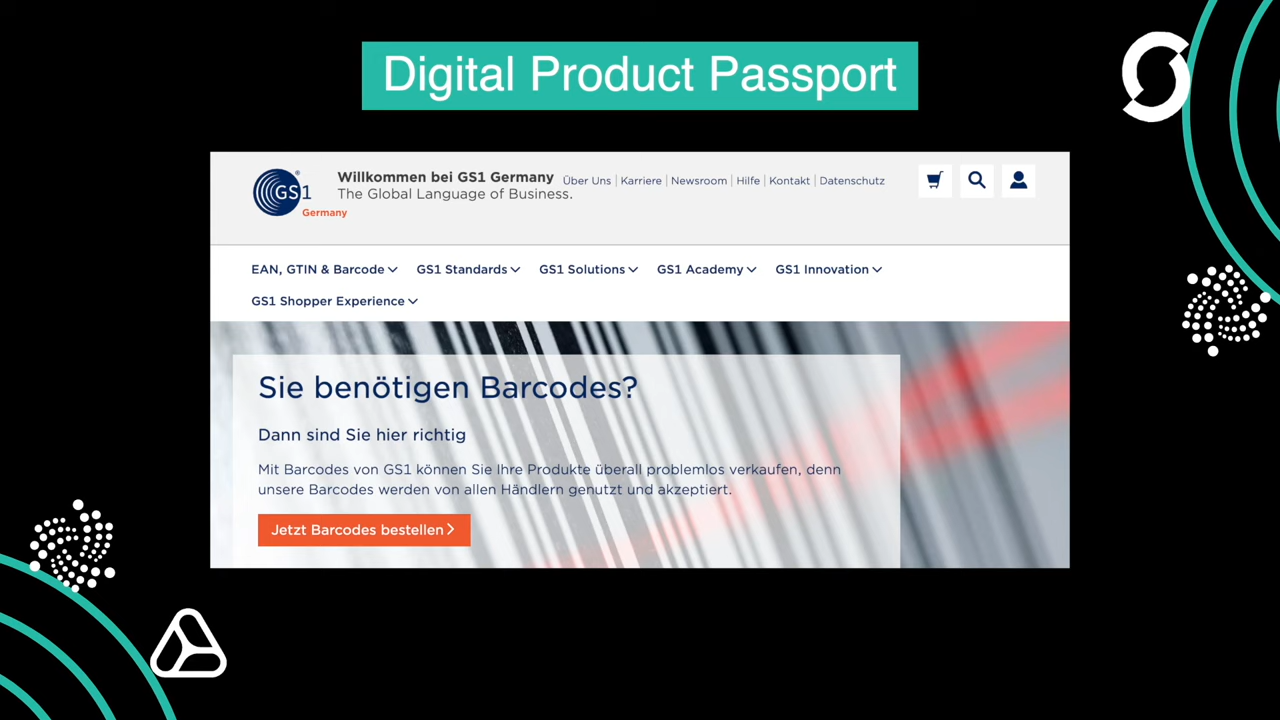 Digital Product Passport
GS1
Germany
Willkommen bei GS1 Germany
The Global Language of Business.
Über Uns | Karriere | Newsroom | Hilfe | Kontakt | Datenschutz
EAN, GTIN & Barcode GS1 Standards GS1 Solutions GS1 Academy GS1 Innovation
GS1 Shopper Experience
Sie benötigen Barcodes?
Dann sind Sie hier richtig
Mit Barcodes von GS1 können Sie Ihre Produkte überall problemlos verkaufen, denn
unsere Barcodes werden von allen Händlern genutzt und akzeptiert.
Jetzt Barcodes bestellen